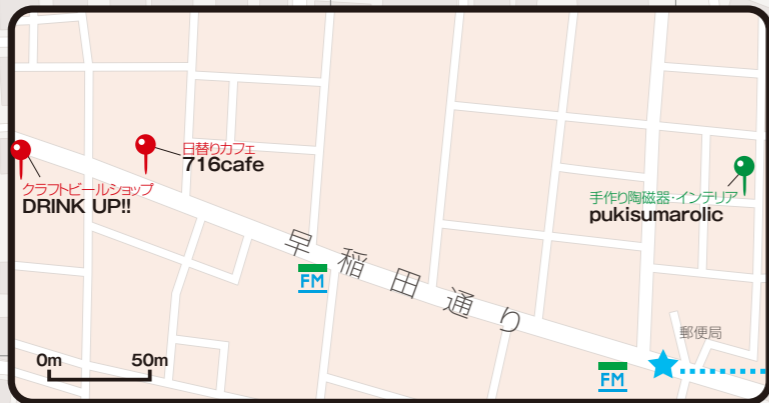 日替りカフェ
716cafe
クラフトビールショップ
DRINK UP!!
手作り陶磁器・インテリア
pukisumarolic
早稲田通り
FM
郵便局
FM
0m 50m